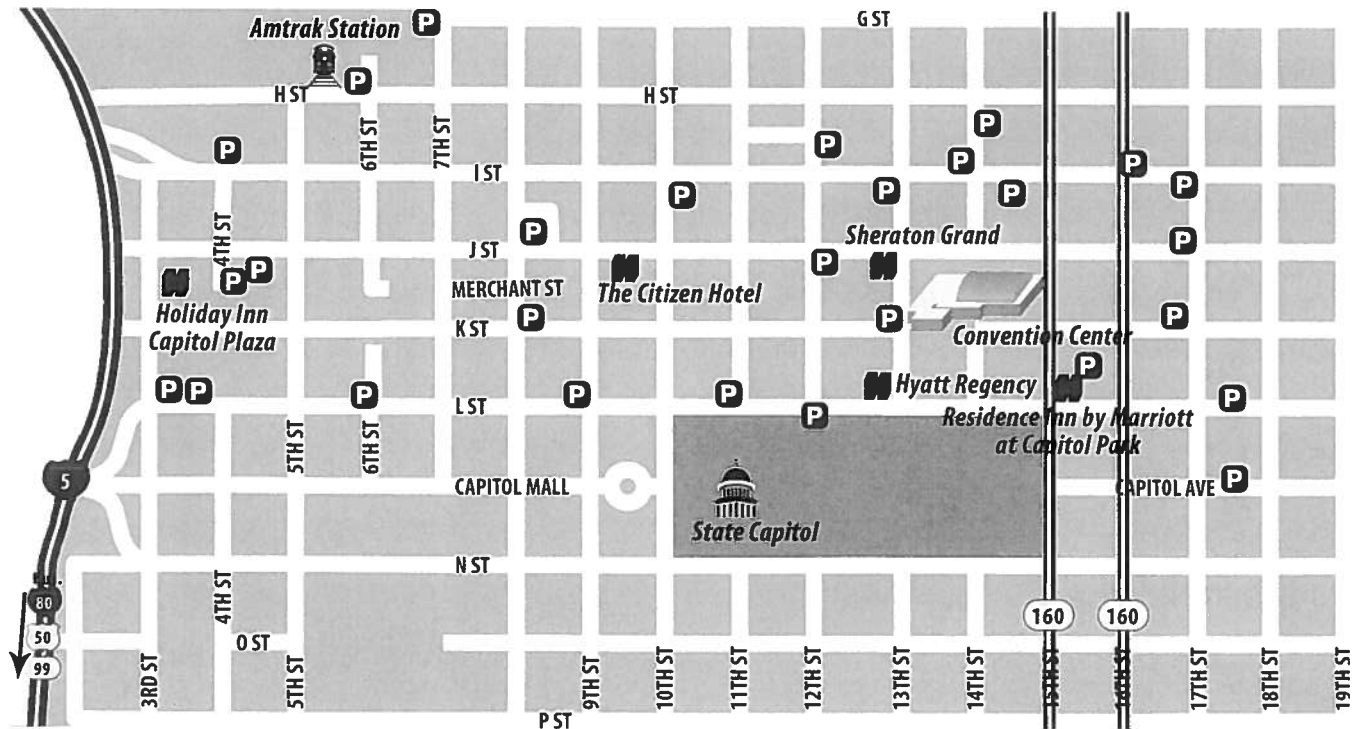 G ST
Amtrak Station
P
P
H ST
H ST
6TH ST
7TH ST
P
P
P
P
P
I ST
P
P
P
P
P
4TH ST
P
J ST
Sheraton Grand
P
P
P
P
MERCHANT ST
The Citizen Hotel
Holiday Inn
Capitol Plaza
P
K ST
P
Convention Center
P
P
P
P
P
P
P
Hyatt Regency
P
P
L ST
P
Residence Inn by Marriott
at Capitol Park
5TH ST
6TH ST
5
CAPITOL MALL
State Capitol
CAPITOL AVE
P
N ST
4TH ST
80
50
99
160
160
O ST
3RD ST
5TH ST
9TH ST
10TH ST
11TH ST
12TH ST
13TH ST
14TH ST
15TH ST
16TH ST
17TH ST
18TH ST
19TH ST
P ST